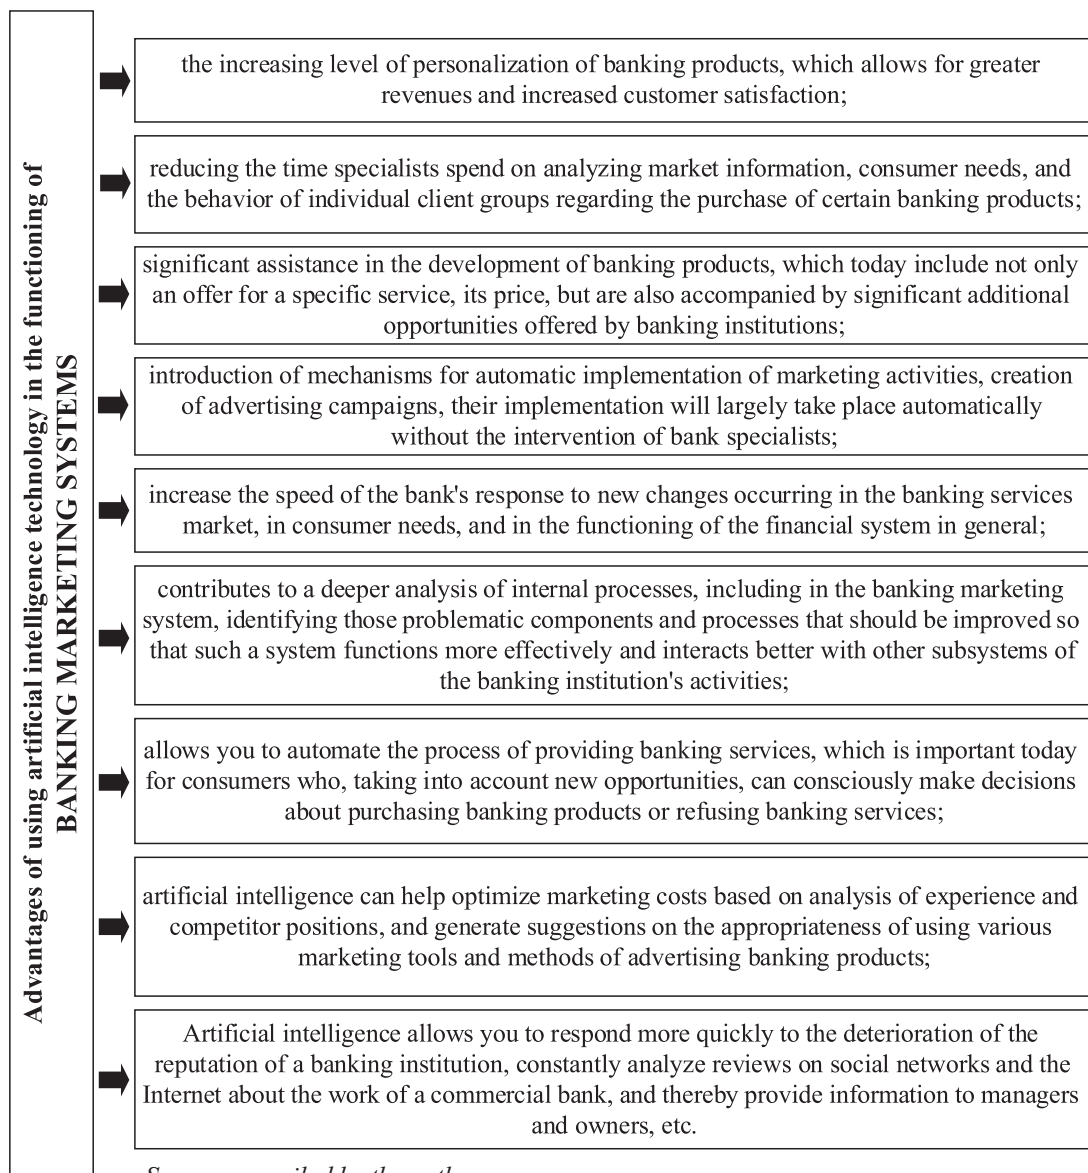 Advantages of using artificial intelligence technology in the functioning of
BANKING MARKETING SYSTEMS
the increasing level of personalization of banking products, which allows for greater
revenues and increased customer satisfaction;
reducing the time specialists spend on analyzing market information, consumer needs, and
the behavior of individual client groups regarding the purchase of certain banking products;
significant assistance in the development of banking products, which today include not only
an offer for a specific service, its price, but are also accompanied by significant additional
opportunities offered by banking institutions;
introduction of mechanisms for automatic implementation of marketing activities, creation
of advertising campaigns, their implementation will largely take place automatically
without the intervention of bank specialists;
increase the speed of the bank's response to new changes occurring in the banking services
market, in consumer needs, and in the functioning of the financial system in general;
contributes to a deeper analysis of internal processes, including in the banking marketing
system, identifying those problematic components and processes that should be improved so
that such a system functions more effectively and interacts better with other subsystems of
the banking institution's activities;
allows you to automate the process of providing banking services, which is important today
for consumers who, taking into account new opportunities, can consciously make decisions
about purchasing banking products or refusing banking services;
artificial intelligence can help optimize marketing costs based on analysis of experience and
competitor positions, and generate suggestions on the appropriateness of using various
marketing tools and methods of advertising banking products;
Artificial intelligence allows you to respond more quickly to the deterioration of the
reputation of a banking institution, constantly analyze reviews on social networks and the
Internet about the work of a commercial bank, and thereby provide information to managers
and owners, etc.